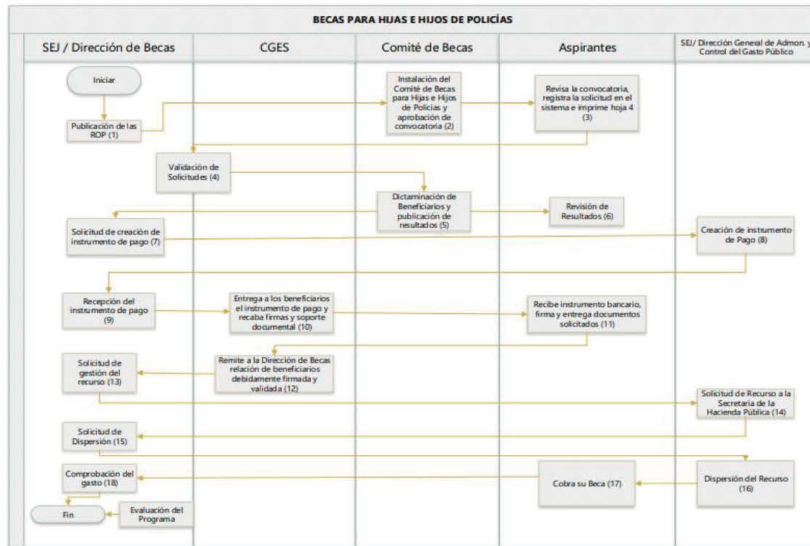 BECAS PARA HIJAS E HIJOS DE POLICÍAS
SEJ / Dirección de Becas
CGES
Comité de Becas
Aspirantes
SEJ/ Dirección General de Admon. y
Control del Gasto Público
Iniciar
Publicación de las
ROP (1)
Instalación del
Comité de Becas
para Hijas e Hijos
de Policías y
aprobación de
convocatoria (2)
Revisa la convocatoria,
registra la solicitud en el
sistema e imprime hoja 4
(3)
Validación de
Solicitudes (4)
Dictaminación de
Beneficiarios y
publicación de
resultados (5)
Revisión de
Resultados (6)
Solicitud de creación de
instrumento de pago (7)
Creación de instrumento
de Pago (8)
Recepción del
instrumento de pago
(9)
Entrega a los beneficiarios
el instrumento de pago y
recaba firmas y soporte
documental (10)
Recibe instrumento bancario,
firma y entrega documentos
solicitados (11)
Remite a la Dirección de Becas
relación de beneficiarios
debidamente firmada y
validada (12)
Solicitud de
gestión del
recurso (13)
Solicitud de Recurso a la
Secretaría de la
Hacienda Pública (14)
Solicitud de
Dispersión (15)
Dispersión del Recurso
(16)
Cobra su Beca (17)
Comprobación del
gasto (18)
Fin
Evaluación del
Programa